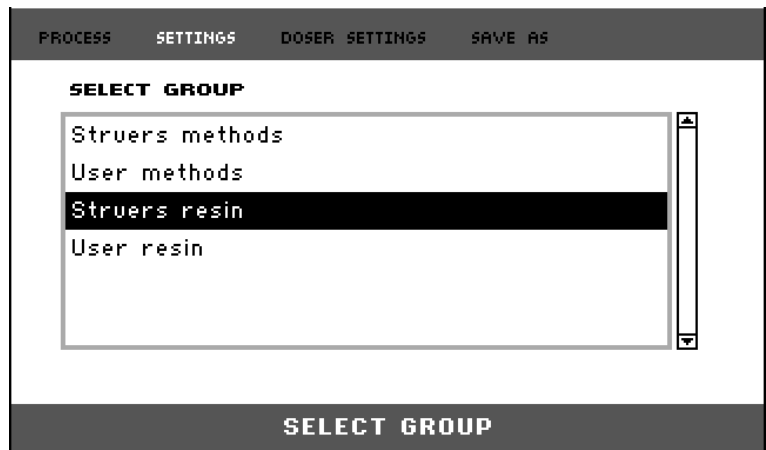 PROCESS SETTINGS DOSER SETTINGS SAVE AS
SELECT GROUP
Struers methods
User methods
Struers resin
User resin
SELECT GROUP